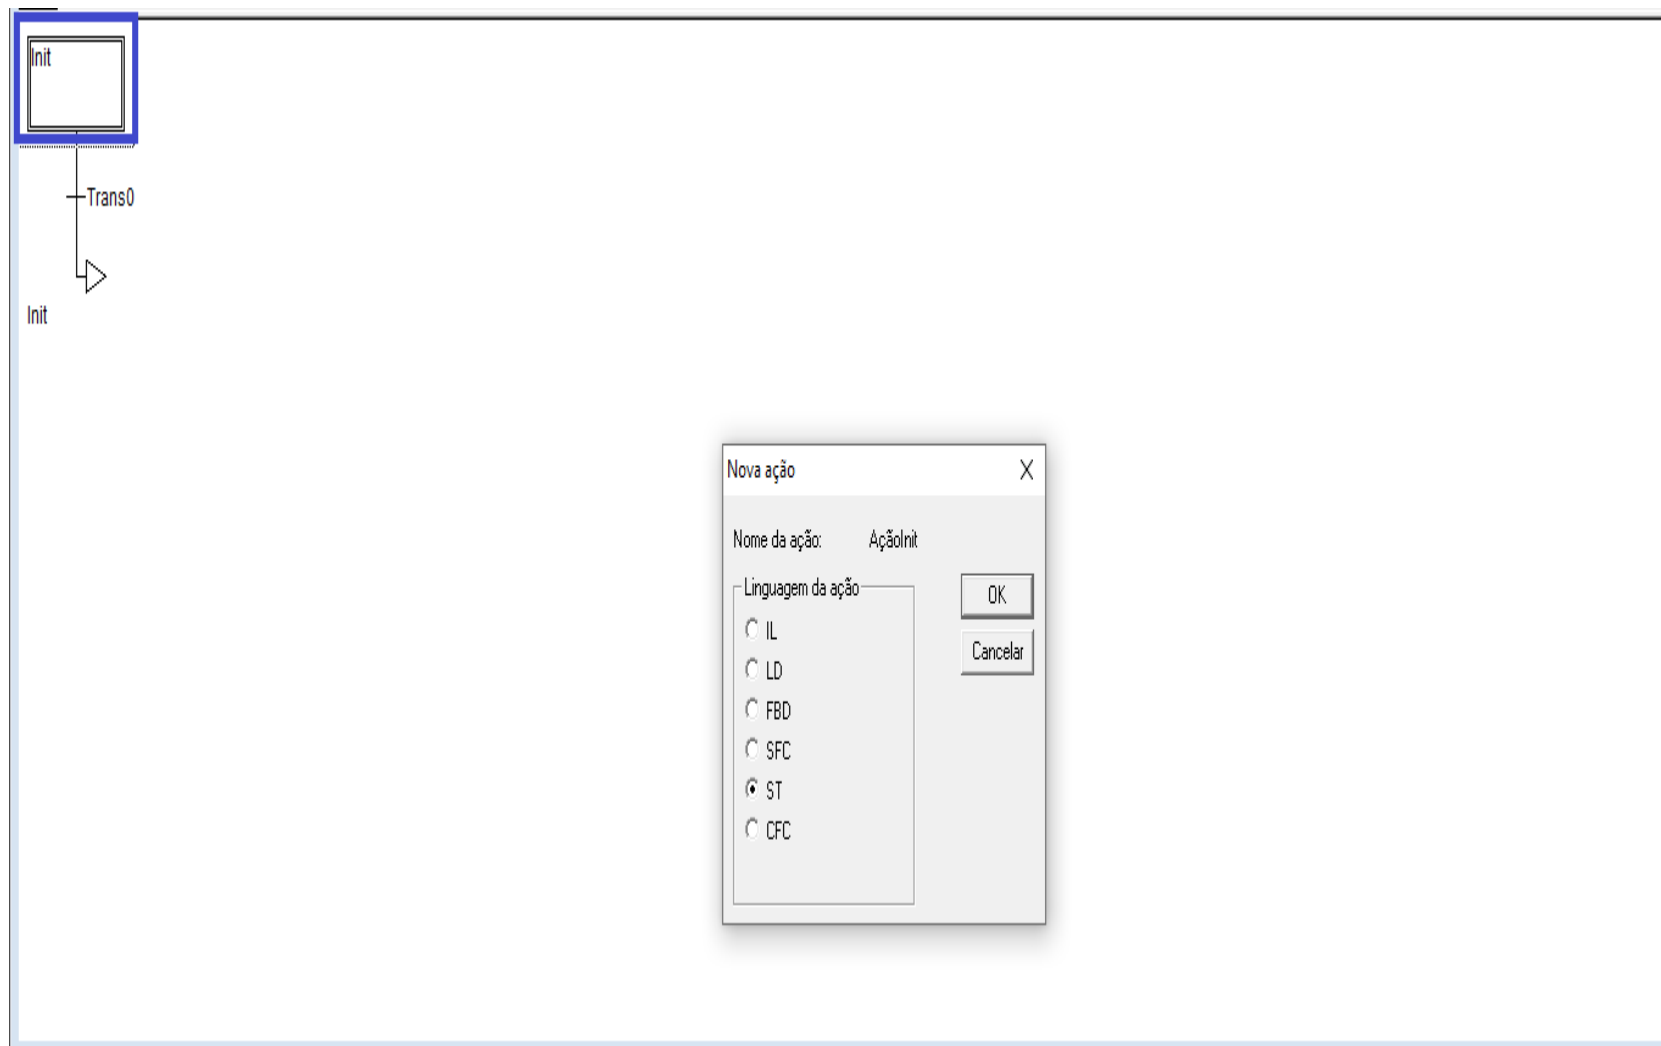 Init
Trans0
Init
Nova ação
Nome da ação: AçãoInit
Linguagem da ação
IL
LD
FBD
SFC
ST
CFC
OK
Cancelar